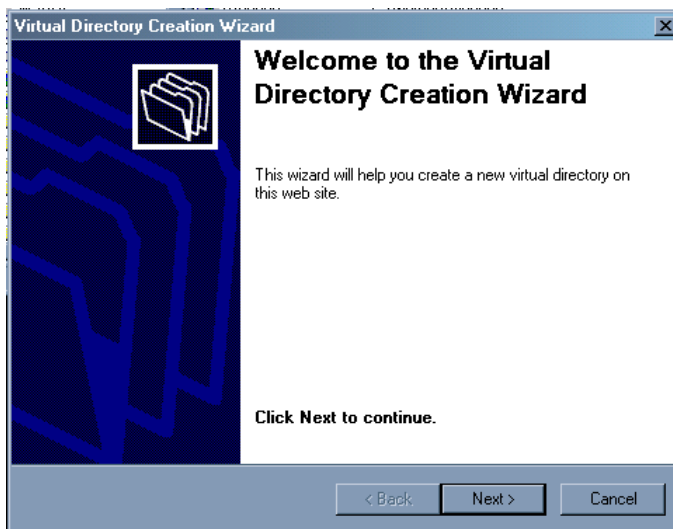 Virtual Directory Creation Wizard
Welcome to the Virtual
Directory Creation Wizard
This wizard will help you create a new virtual directory on
this web site.
Click Next to continue.
< Back
Next >
Cancel